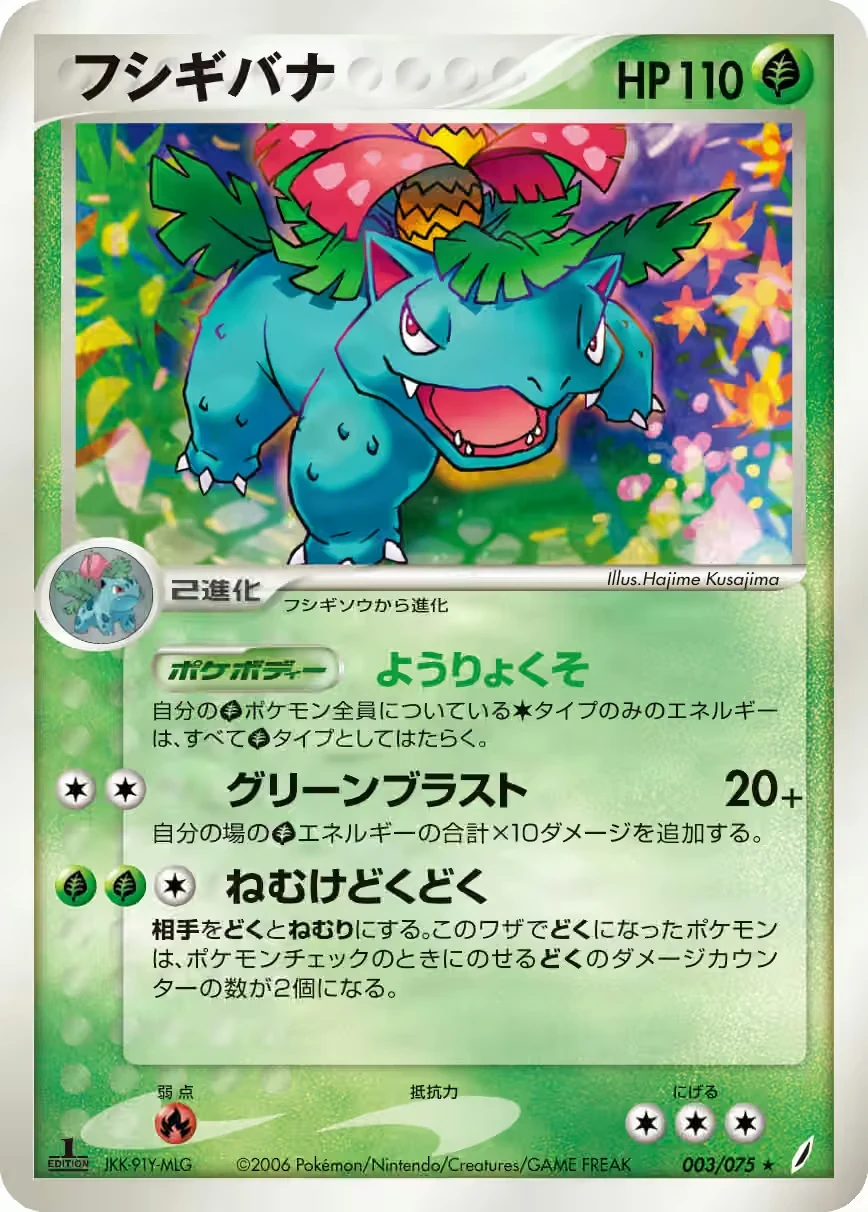 フシギバナ HP 110
Illus.Hajime Kusajima
己進化
フシギソウから進化
ポケボディー ようりょくそ
自分のポケモン全員についているタイプのみのエネルギー
は、すべてタイプとしてはたらく。
グリーンブラスト 20+
自分の場のエネルギーの合計×10ダメージを追加する。
ねむけどくどく
相手をどくとねむりにする。このワザでどくになったポケモン
は、ポケモンチェックのときにのせるどくのダメージカウン
ターの数が2個になる。
弱点 抵抗力 にげる
1 EDITION JKK-91Y-MLG ©2006 Pokémon/Nintendo/Creatures/GAME FREAK 003/075 ★